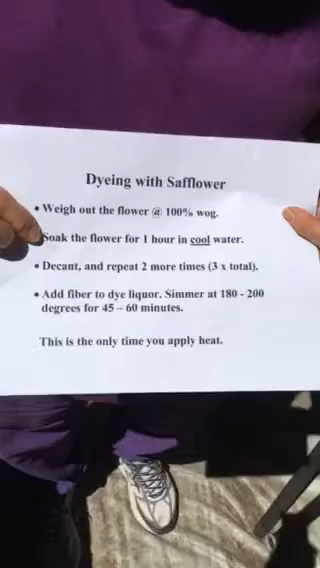 Dyeing with Safflower
• Weigh out the flower @ 100% wog.
Soak the flower for 1 hour in cool water.
• Decant, and repeat 2 more times (3 x total).
• Add fiber to dye liquor. Simmer at 180 - 200
degrees for 45 – 60 minutes.
This is the only time you apply heat.